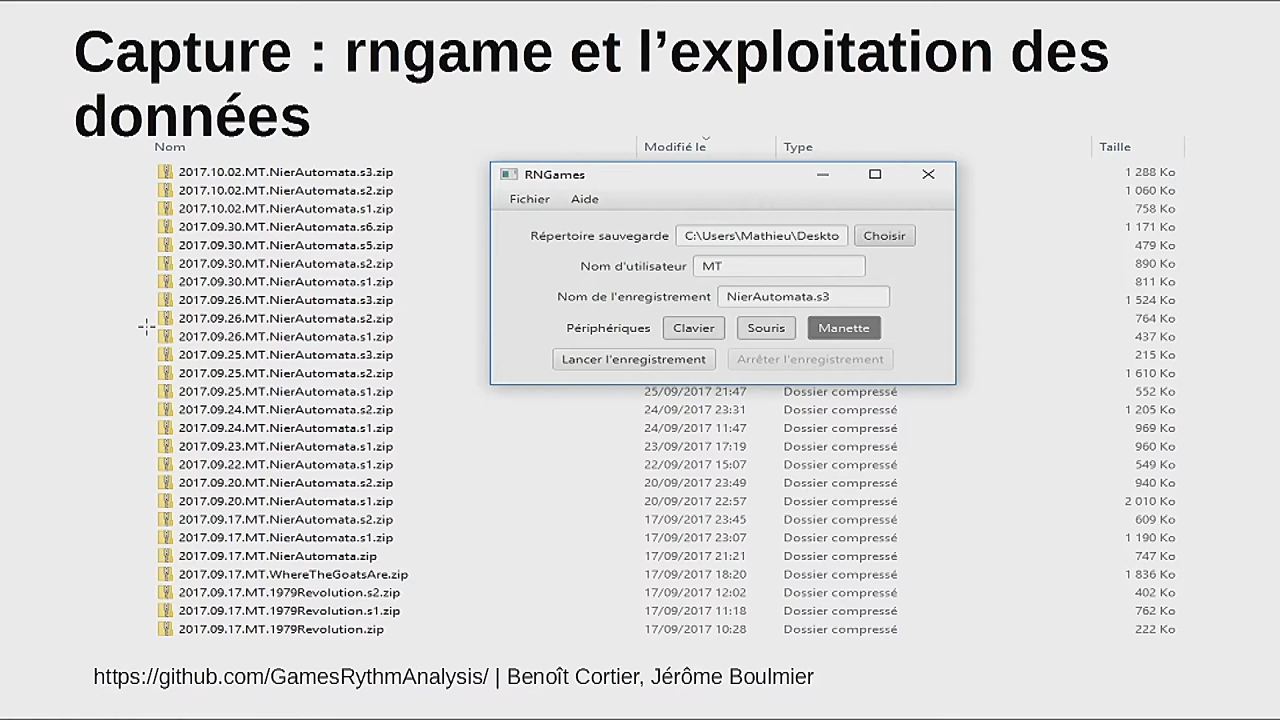 Capture : rngame et l’exploitation des
données
Nom Modifié le Type Taille
2017.10.02.MT.NierAutomata.s3.zip 1 288 Ko
2017.10.02.MT.NierAutomata.s2.zip 1 060 Ko
2017.10.02.MT.NierAutomata.s1.zip 758 Ko
2017.09.30.MT.NierAutomata.s6.zip 1 171 Ko
2017.09.30.MT.NierAutomata.s5.zip 479 Ko
2017.09.30.MT.NierAutomata.s2.zip 890 Ko
2017.09.30.MT.NierAutomata.s1.zip 811 Ko
2017.09.26.MT.NierAutomata.s3.zip 1 524 Ko
2017.09.26.MT.NierAutomata.s2.zip 764 Ko
2017.09.26.MT.NierAutomata.s1.zip 437 Ko
2017.09.25.MT.NierAutomata.s3.zip 215 Ko
2017.09.25.MT.NierAutomata.s2.zip 1 610 Ko
2017.09.25.MT.NierAutomata.s1.zip 25/09/2017 21:47 Dossier compressé 552 Ko
2017.09.24.MT.NierAutomata.s2.zip 24/09/2017 23:31 Dossier compressé 1 205 Ko
2017.09.24.MT.NierAutomata.s1.zip 24/09/2017 11:47 Dossier compressé 969 Ko
2017.09.23.MT.NierAutomata.s1.zip 23/09/2017 17:19 Dossier compressé 960 Ko
2017.09.22.MT.NierAutomata.s1.zip 22/09/2017 15:07 Dossier compressé 549 Ko
2017.09.20.MT.NierAutomata.s2.zip 20/09/2017 23:49 Dossier compressé 940 Ko
2017.09.20.MT.NierAutomata.s1.zip 20/09/2017 22:57 Dossier compressé 2 010 Ko
2017.09.17.MT.NierAutomata.s2.zip 17/09/2017 23:45 Dossier compressé 609 Ko
2017.09.17.MT.NierAutomata.s1.zip 17/09/2017 23:07 Dossier compressé 1 190 Ko
2017.09.17.MT.NierAutomata.zip 17/09/2017 21:21 Dossier compressé 747 Ko
2017.09.17.MT.WhereTheGoatsAre.zip 17/09/2017 18:20 Dossier compressé 1 836 Ko
2017.09.17.MT.1979Revolution.s2.zip 17/09/2017 12:02 Dossier compressé 402 Ko
2017.09.17.MT.1979Revolution.s1.zip 17/09/2017 11:18 Dossier compressé 762 Ko
2017.09.17.MT.1979Revolution.zip 17/09/2017 10:28 Dossier compressé 222 Ko
RNGames
Fichier Aide
Répertoire sauvegarde C:\Users\Mathieu\Deskto Choisir
Nom d'utilisateur MT
Nom de l'enregistrement NierAutomata.s3
Périphériques Clavier Souris Manette
Lancer l'enregistrement Arrêter l'enregistrement
https://github.com/GamesRythmAnalysis/ | Benoît Cortier, Jérôme Boulmier